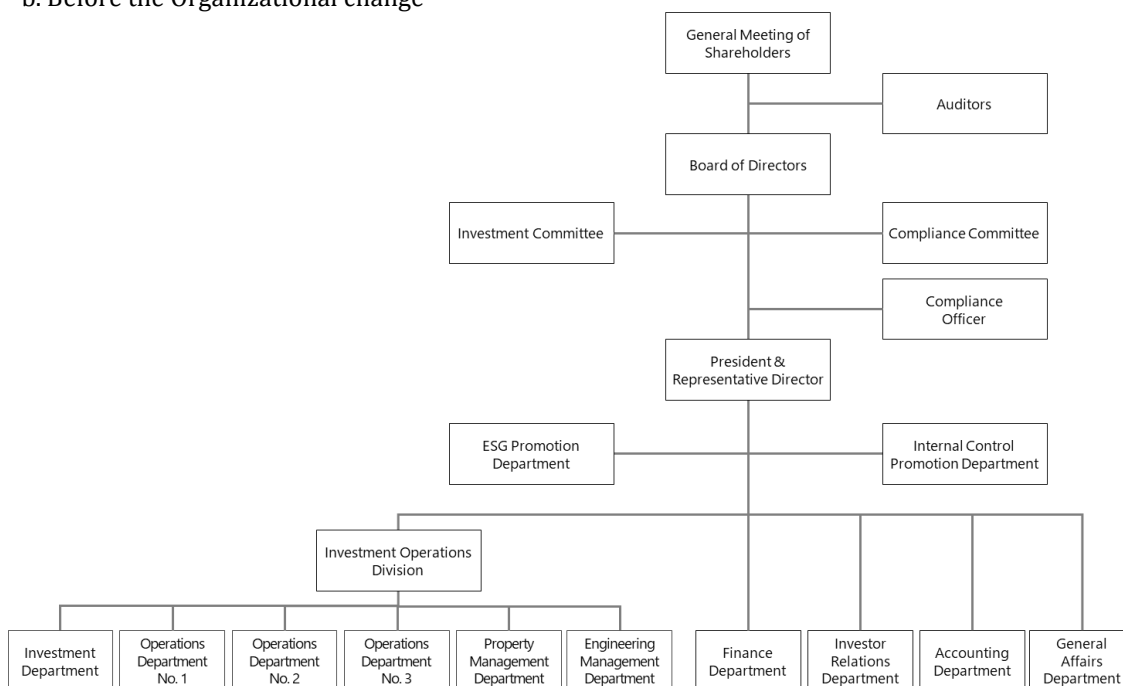 b. Before the Organizational change
General Meeting of
Shareholders
Auditors
Board of Directors
Investment Committee
Compliance Committee
Compliance
Officer
President &
Representative Director
ESG Promotion
Department
Internal Control
Promotion Department
Investment Operations
Division
Investment
Department
Operations
Department
No. 1
Operations
Department
No. 2
Operations
Department
No. 3
Property
Management
Department
Engineering
Management
Department
Finance
Department
Investor
Relations
Department
Accounting
Department
General
Affairs
Department